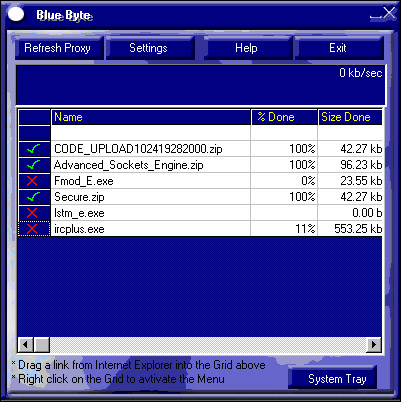 Blue Byte
Refresh Proxy Settings Help Exit
0 kb/sec
Name % Done Size Done
CODE_UPLOAD102419282000.zip 100% 42.27 kb
Advanced_Sockets_Engine.zip 100% 96.23 kb
Fmod_E.exe 0% 23.55 kb
Secure.zip 100% 42.27 kb
lstm_e.exe 0.00 b
ircplus.exe 11% 553.25 kb
* Drag a link from Internet Explorer into the Grid above
* Right click on the Grid to avtivate the Menu
System Tray